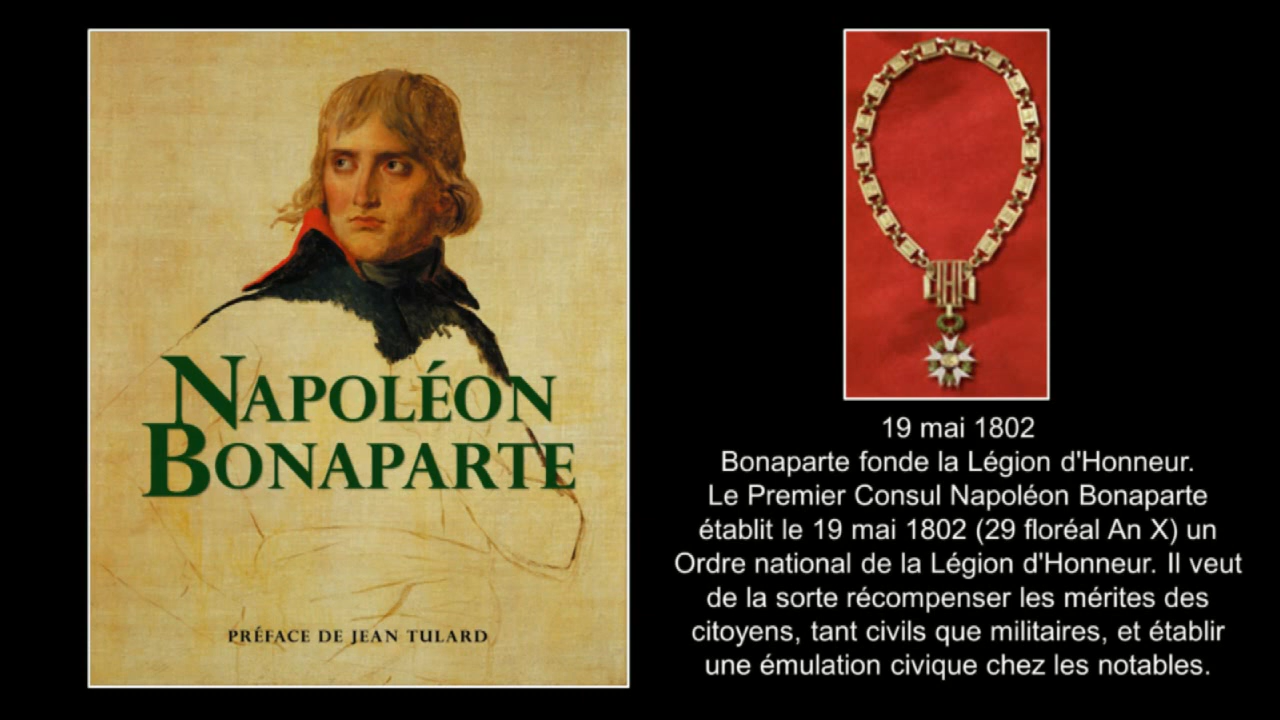 NAPOLÉON
BONAPARTE
PRÉFACE DE JEAN TULARD
19 mai 1802
Bonaparte fonde la Légion d'Honneur.
Le Premier Consul Napoléon Bonaparte
établit le 19 mai 1802 (29 floréal An X) un
Ordre national de la Légion d'Honneur. Il veut
de la sorte récompenser les mérites des
citoyens, tant civils que militaires, et établir
une émulation civique chez les notables.